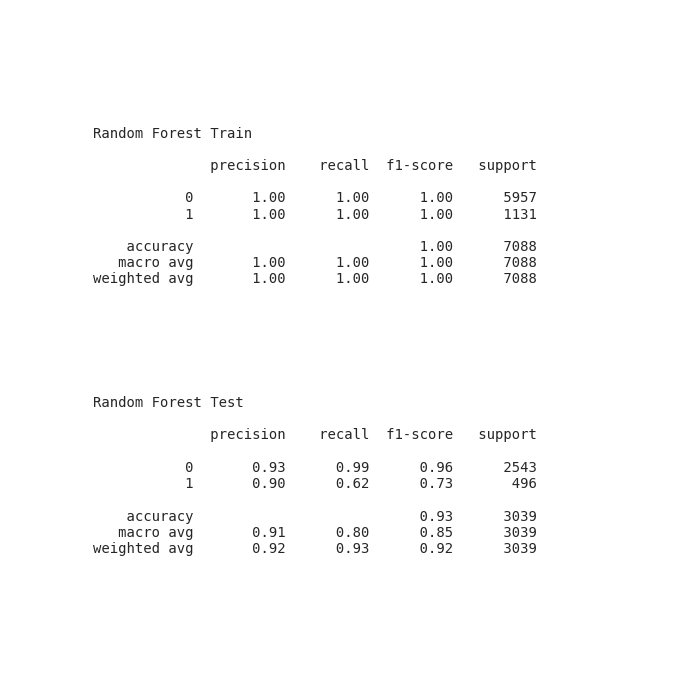 Random Forest Train
precision recall f1-score support
0 1.00 1.00 1.00 5957
1 1.00 1.00 1.00 1131
accuracy 1.00 7088
macro avg 1.00 1.00 1.00 7088
weighted avg 1.00 1.00 1.00 7088
Random Forest Test
precision recall f1-score support
0 0.93 0.99 0.96 2543
1 0.90 0.62 0.73 496
accuracy 0.93 3039
macro avg 0.91 0.80 0.85 3039
weighted avg 0.92 0.93 0.92 3039